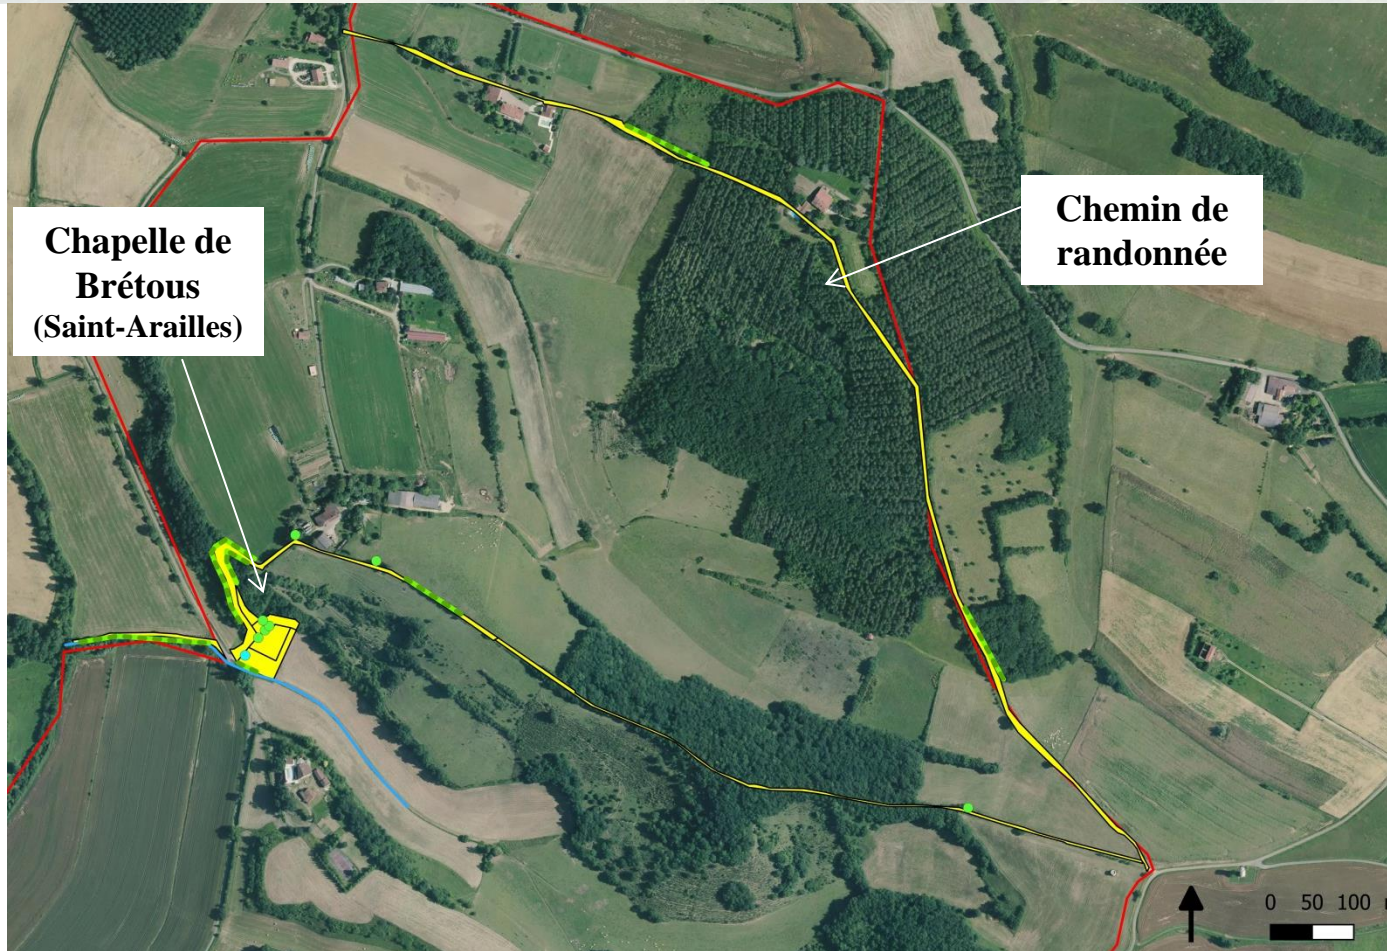 Chemin de
randonnée
Chapelle de
Brétous
(Saint-Arailles)
0 50 100